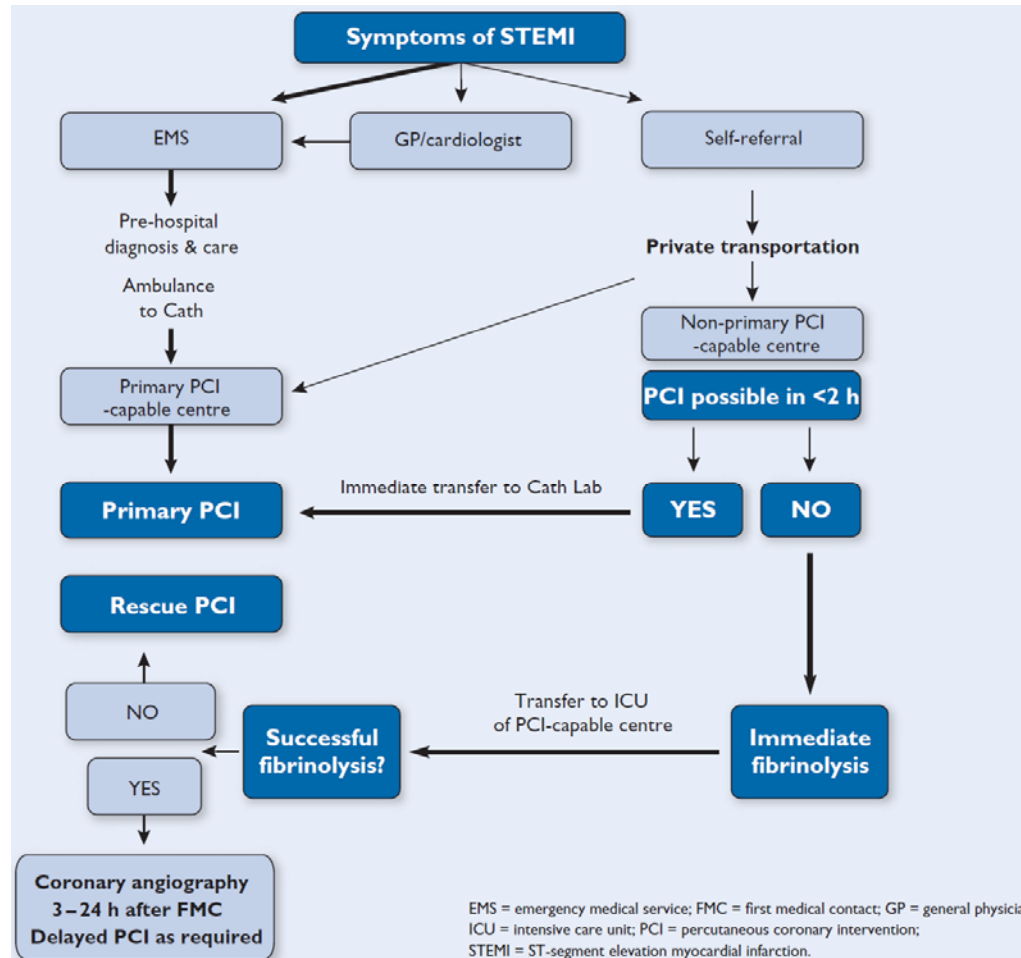 Symptoms of STEMI
EMS
GP/cardiologist
Self-referral
Pre-hospital
diagnosis & care
Private transportation
Ambulance
to Cath
Non-primary PCI
-capable centre
Primary PCI
-capable centre
PCI possible in <2 h
Immediate transfer to Cath Lab
Primary PCI
YES
NO
Rescue PCI
NO
Transfer to ICU
of PCI-capable centre
Successful
fibrinolysis?
Immediate
fibrinolysis
YES
Coronary angiography
3–24 h after FMC
Delayed PCI as required
EMS = emergency medical service; FMC = first medical contact; GP = general physicia
ICU = intensive care unit; PCI = percutaneous coronary intervention;
STEMI = ST-segment elevation myocardial infarction.